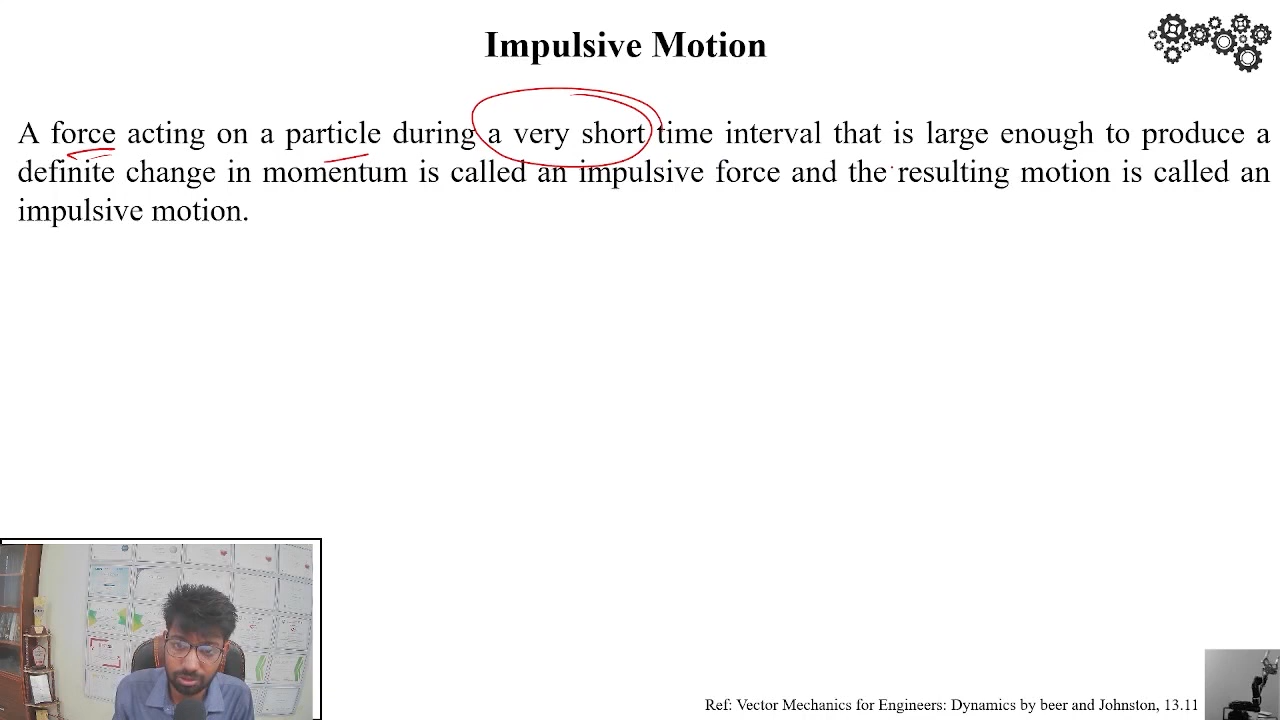 Impulsive Motion
A force acting on a particle during a very short time interval that is large enough to produce a
definite change in momentum is called an impulsive force and the resulting motion is called an
impulsive motion.
Ref: Vector Mechanics for Engineers: Dynamics by beer and Johnston, 13.11